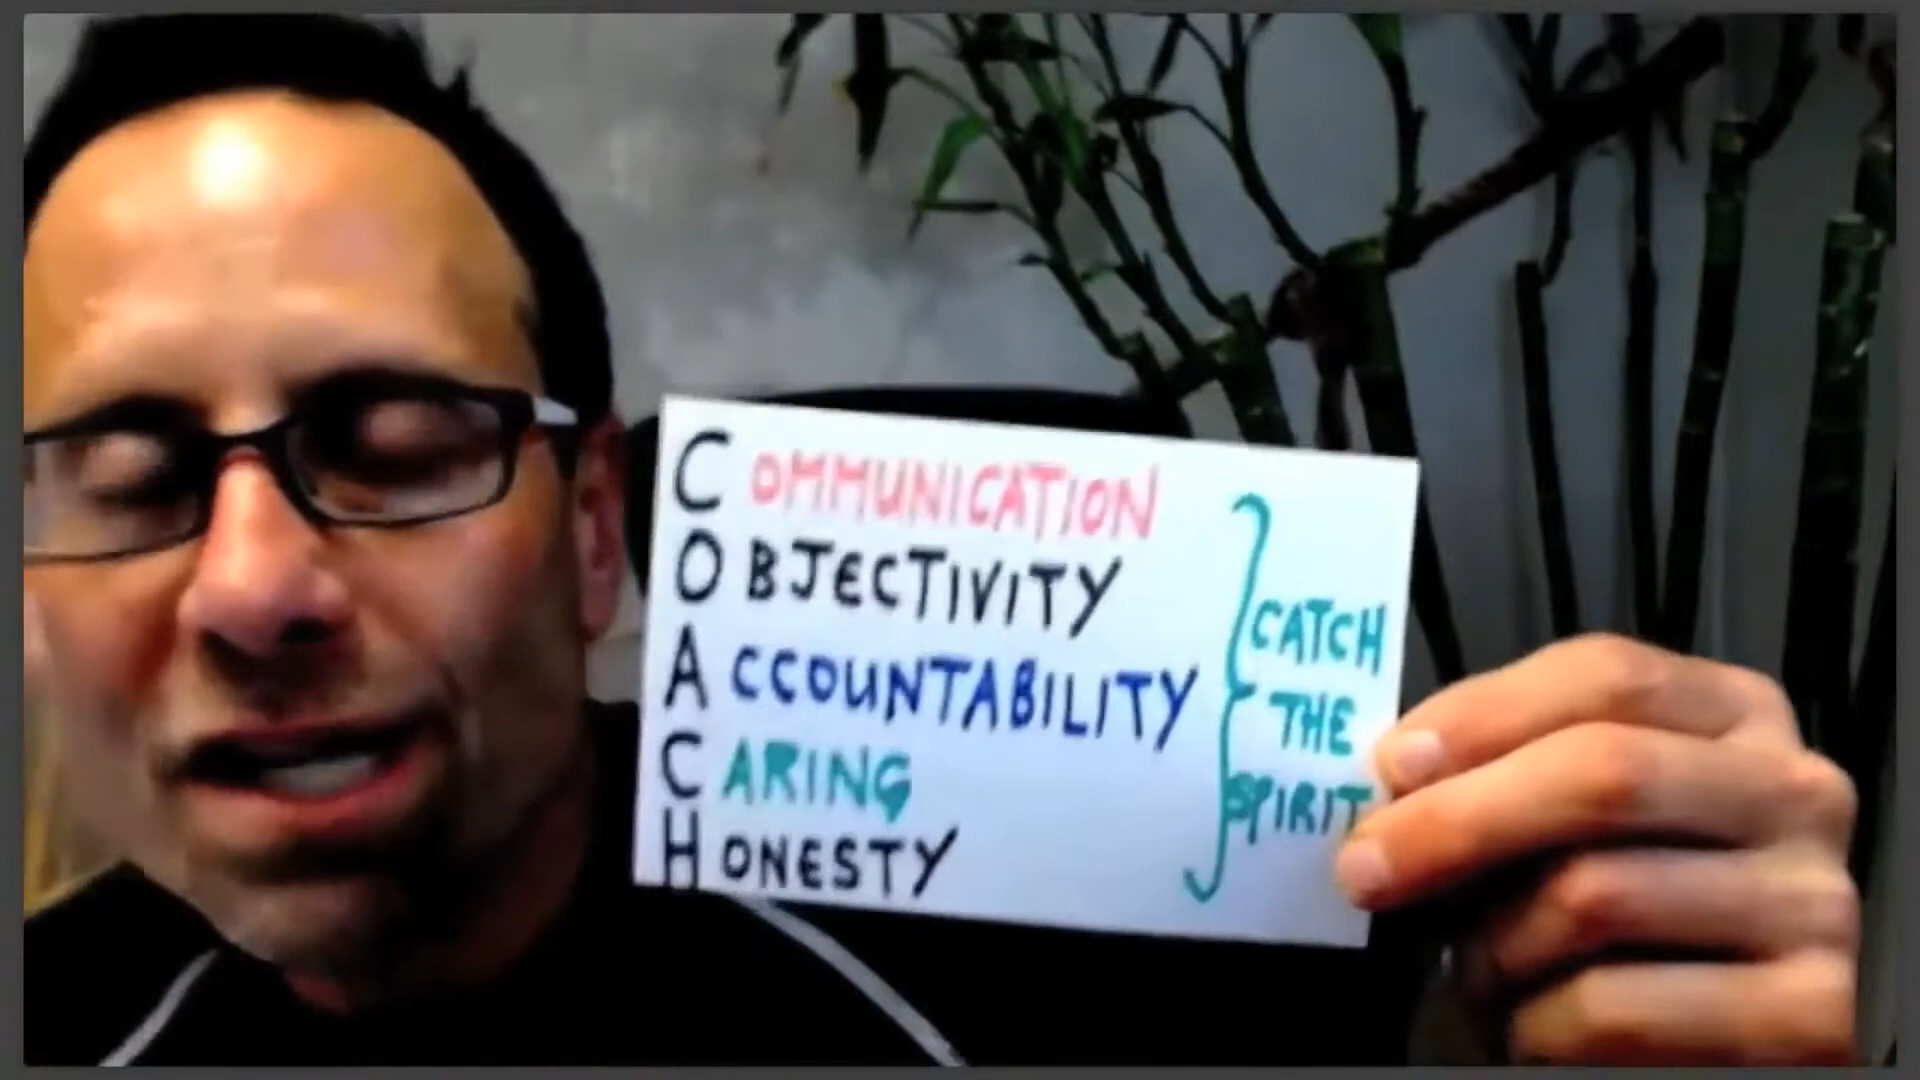 COMMUNICATION
OBJECTIVITY
ACCOUNTABILITY
CARING
HONESTY
CATCH
THE
SPIRIT